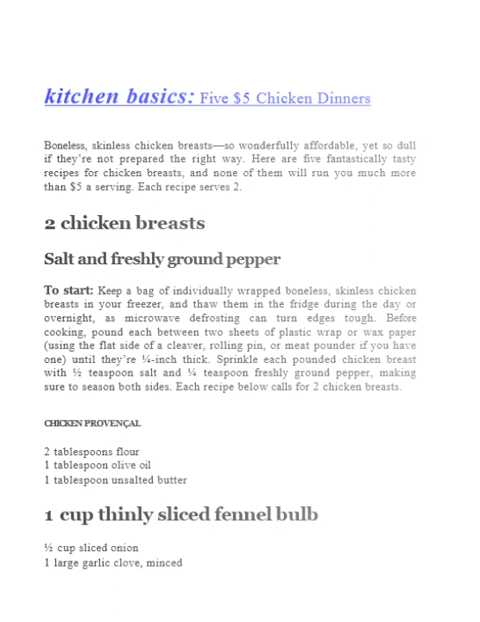 kitchen basics: Five $5 Chicken Dinners
Boneless, skinless chicken breasts—so wonderfully affordable, yet so dull
if they're not prepared the right way. Here are five fantastically tasty
recipes for chicken breasts, and none of them will run you much more
than $5 a serving. Each recipe serves 2.
2 chicken breasts
Salt and freshly ground pepper
To start: Keep a bag of individually wrapped boneless, skinless chicken
breasts in your freezer, and thaw them in the fridge during the day or
overnight, as microwave defrosting can turn edges tough. Before
cooking, pound each between two sheets of plastic wrap or wax paper
(using the flat side of a cleaver, rolling pin, or meat pounder if you have
one) until they're ¼-inch thick. Sprinkle each pounded chicken breast
with ½ teaspoon salt and ¼ teaspoon freshly ground pepper, making
sure to season both sides. Each recipe below calls for 2 chicken breasts.
CHICKEN PROVENÇAL
2 tablespoons flour
1 tablespoon olive oil
1 tablespoon unsalted butter
1 cup thinly sliced fennel bulb
½ cup sliced onion
1 large garlic clove, minced